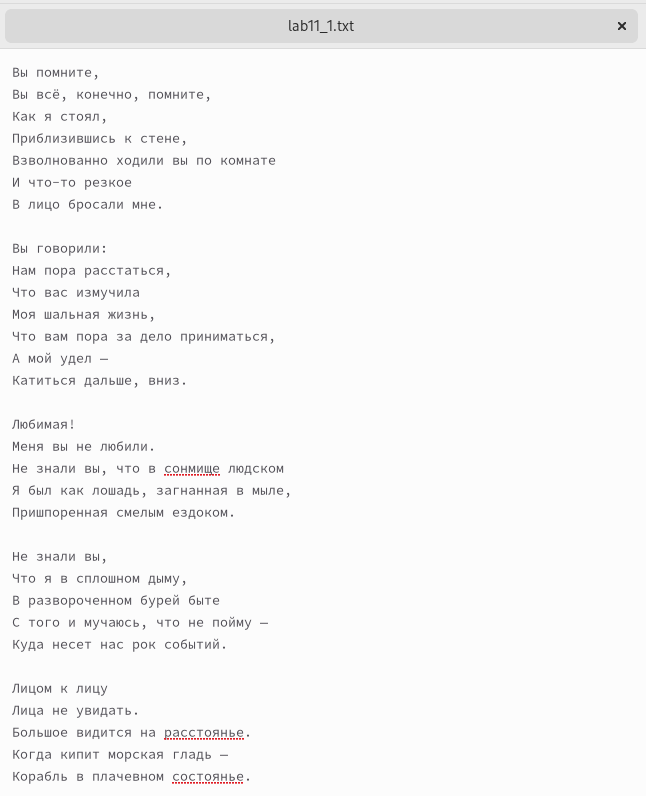 lab11_1.txt
Вы помните,
Вы всё, конечно, помните,
Как я стоял,
Приблизившись к стене,
Взволнованно ходили вы по комнате
И что-то резкое
В лицо бросали мне.

Вы говорили:
Нам пора расстаться,
Что вас измучила
Моя шальная жизнь,
Что вам пора за дело приниматься,
А мой удел –
Катиться дальше, вниз.

Любимая!
Меня вы не любили.
Не знали вы, что в сонмище людском
Я был как лошадь, загнанная в мыле,
Пришпоренная смелым ездоком.

Не знали вы,
Что я в сплошном дыму,
В развороченном бурей быте
С того и мучаюсь, что не пойму –
Куда несет нас рок событий.

Лицом к лицу
Лица не увидать.
Большое видится на расстоянье.
Когда кипит морская гладь –
Корабль в плачевном состоянье.